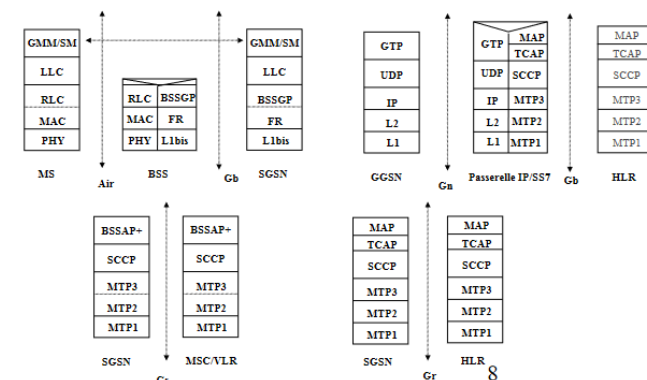 GMM/SM
LLC
RLC
MAC
PHY
MS
Air
RLC BSSGP
MAC FR
PHY L1bis
BSS
Gb
GMM/SM
LLC
BSSGP
FR
L1bis
SGSN
GTP
UDP
IP
L2
L1
GGSN
Gn
GTP MAP
TCAP
UDP SCCP
IP MTP3
L2 MTP2
L1 MTP1
Passerelle IP/SS7
Gb
MAP
TCAP
SCCP
MTP3
MTP2
MTP1
HLR
BSSAP+
SCCP
MTP3
MTP2
MTP1
SGSN
BSSAP+
SCCP
MTP3
MTP2
MTP1
MSC/VLR
MAP
TCAP
SCCP
MTP3
MTP2
MTP1
SGSN
Gr
MAP
TCAP
SCCP
MTP3
MTP2
MTP1
HLR
8